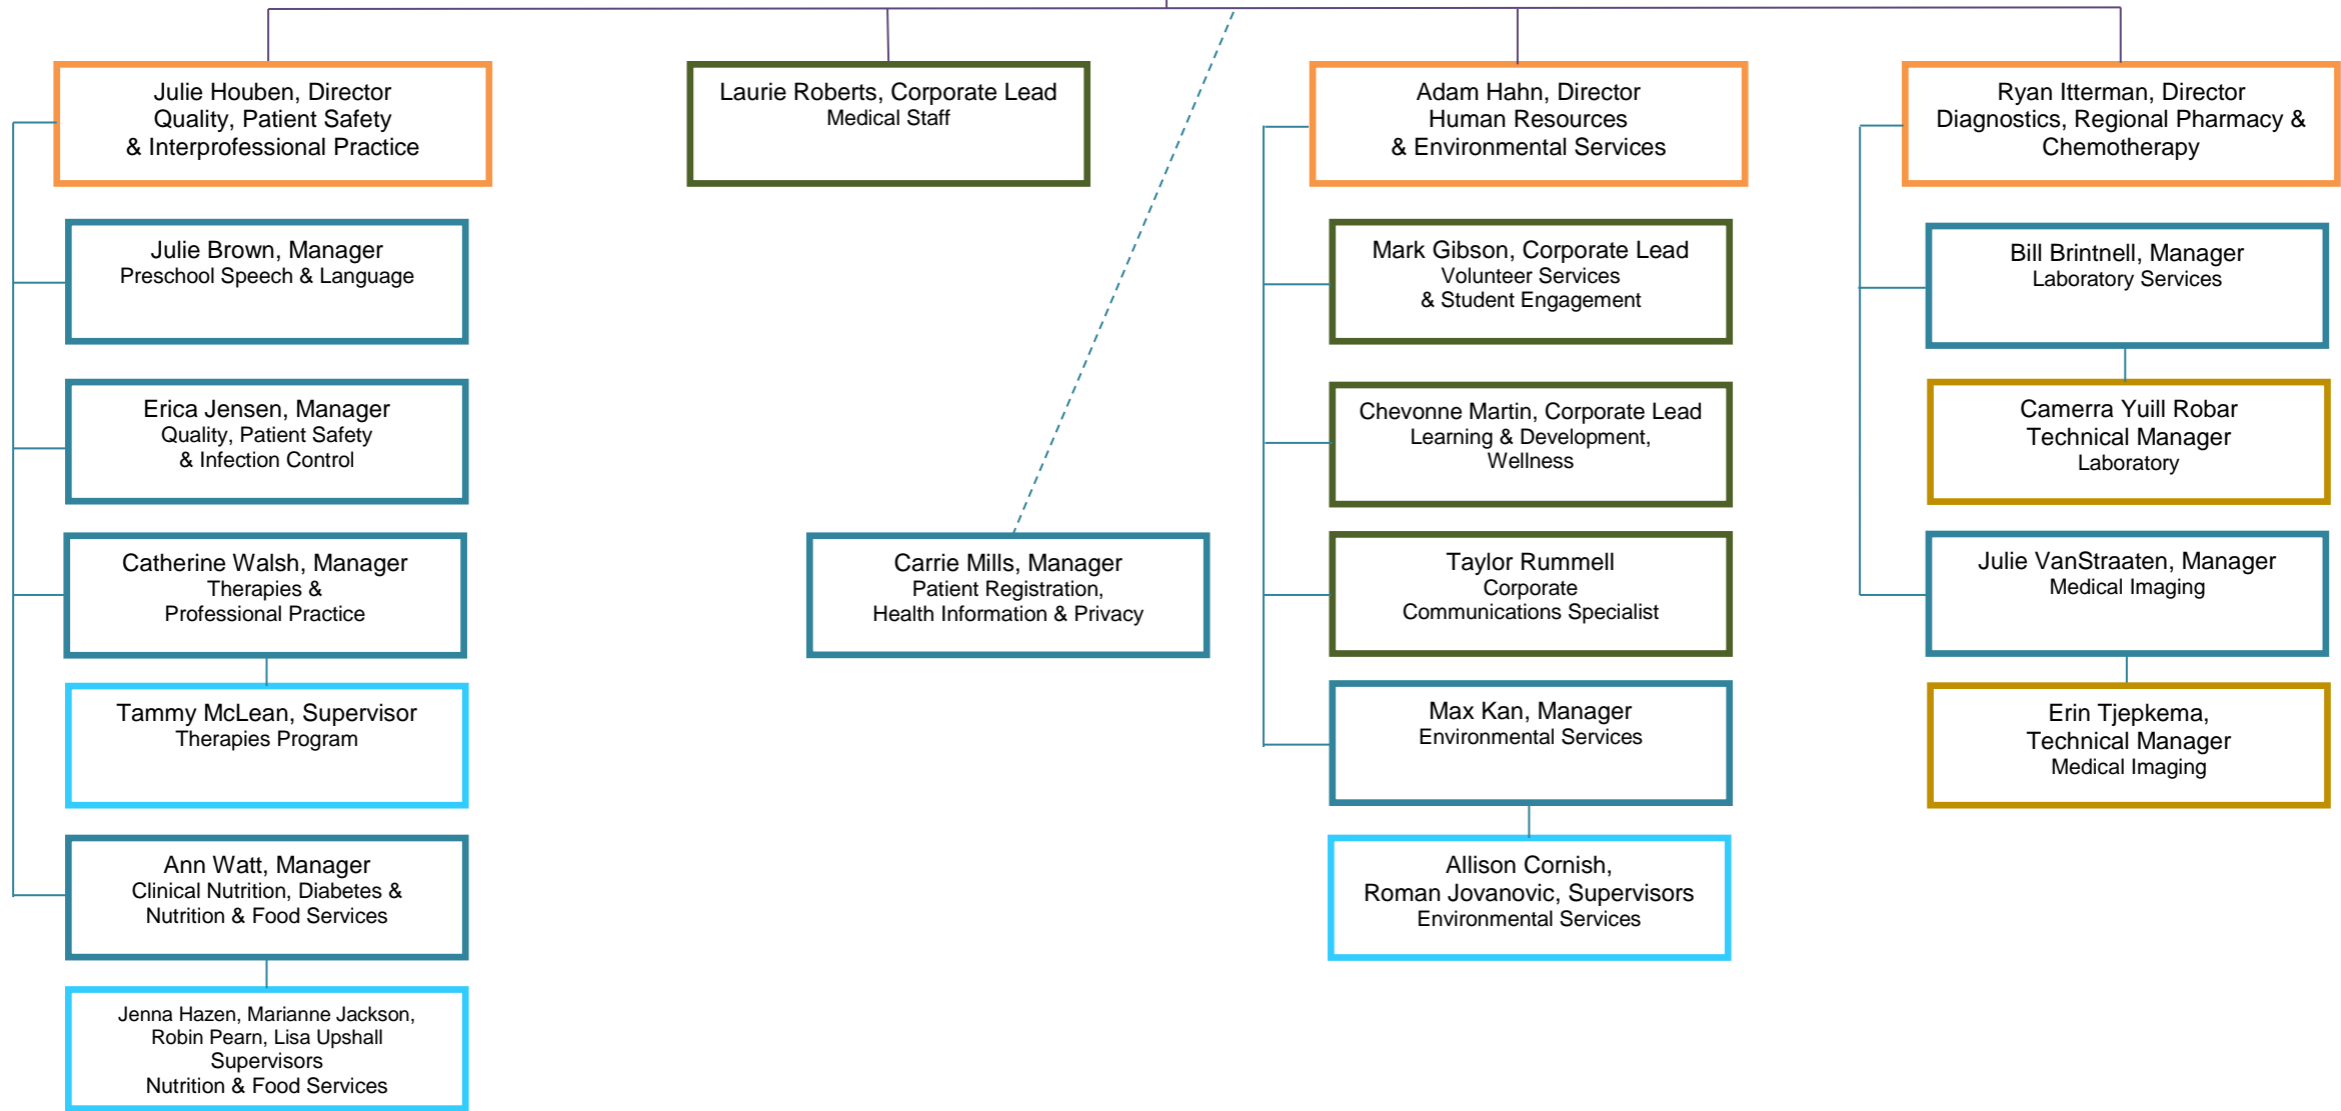 Julie Houben, Director
Quality, Patient Safety
& Interprofessional Practice
Julie Brown, Manager
Preschool Speech & Language
Erica Jensen, Manager
Quality, Patient Safety
& Infection Control
Catherine Walsh, Manager
Therapies &
Professional Practice
Tammy McLean, Supervisor
Therapies Program
Ann Watt, Manager
Clinical Nutrition, Diabetes &
Nutrition & Food Services
Jenna Hazen, Marianne Jackson,
Robin Pearn, Lisa Upshall
Supervisors
Nutrition & Food Services
Laurie Roberts, Corporate Lead
Medical Staff
Carrie Mills, Manager
Patient Registration,
Health Information & Privacy
Adam Hahn, Director
Human Resources
& Environmental Services
Mark Gibson, Corporate Lead
Volunteer Services
& Student Engagement
Chevonne Martin, Corporate Lead
Learning & Development,
Wellness
Taylor Rummell
Corporate
Communications Specialist
Max Kan, Manager
Environmental Services
Allison Cornish,
Roman Jovanovic, Supervisors
Environmental Services
Ryan Itterman, Director
Diagnostics, Regional Pharmacy &
Chemotherapy
Bill Brintnell, Manager
Laboratory Services
Camerra Yuill Robar
Technical Manager
Laboratory
Julie VanStraaten, Manager
Medical Imaging
Erin Tjepkema,
Technical Manager
Medical Imaging